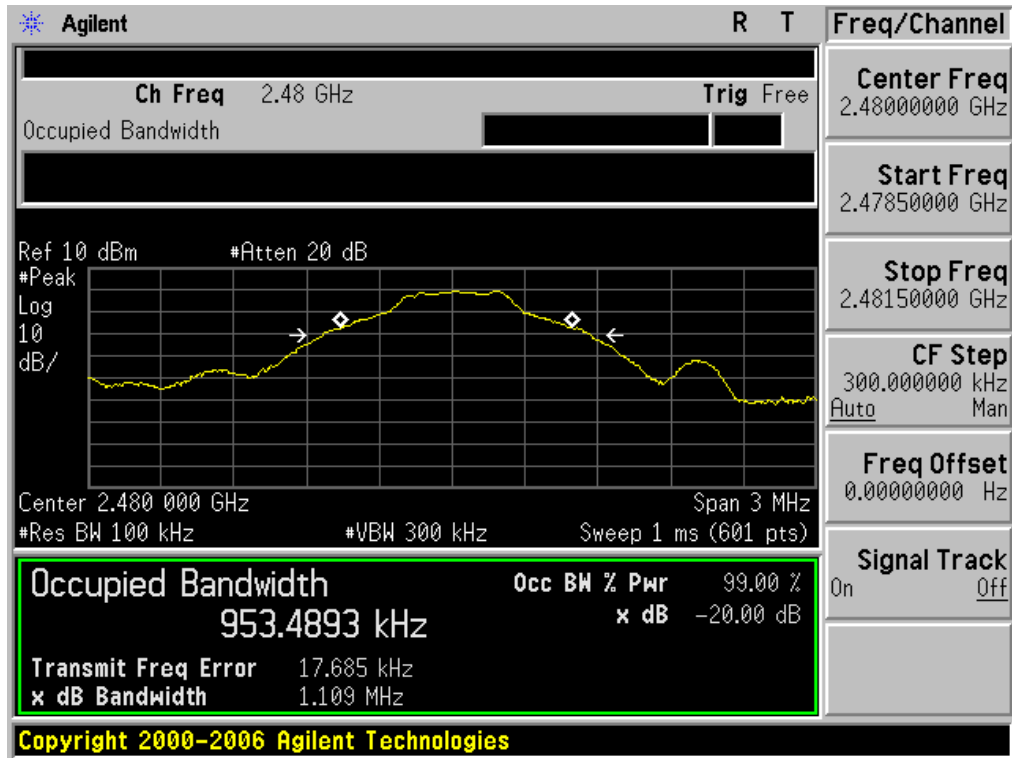 Agilent R T
Ch Freq 2.48 GHz Trig Free
Occupied Bandwidth
Ref 10 dBm #Atten 20 dB
#Peak
Log
10
dB/
Center 2.480 000 GHz Span 3 MHz
#Res BW 100 kHz #VBW 300 kHz Sweep 1 ms (601 pts)
Occupied Bandwidth Occ BW % Pwr 99.00 %
953.4893 kHz x dB -20.00 dB
Transmit Freq Error 17.685 kHz
x dB Bandwidth 1.109 MHz
Copyright 2000-2006 Agilent Technologies
Freq/Channel
Center Freq
2.48000000 GHz
Start Freq
2.47850000 GHz
Stop Freq
2.48150000 GHz
CF Step
300.000000 kHz
Auto Man
Freq Offset
0.00000000 Hz
Signal Track
On Off